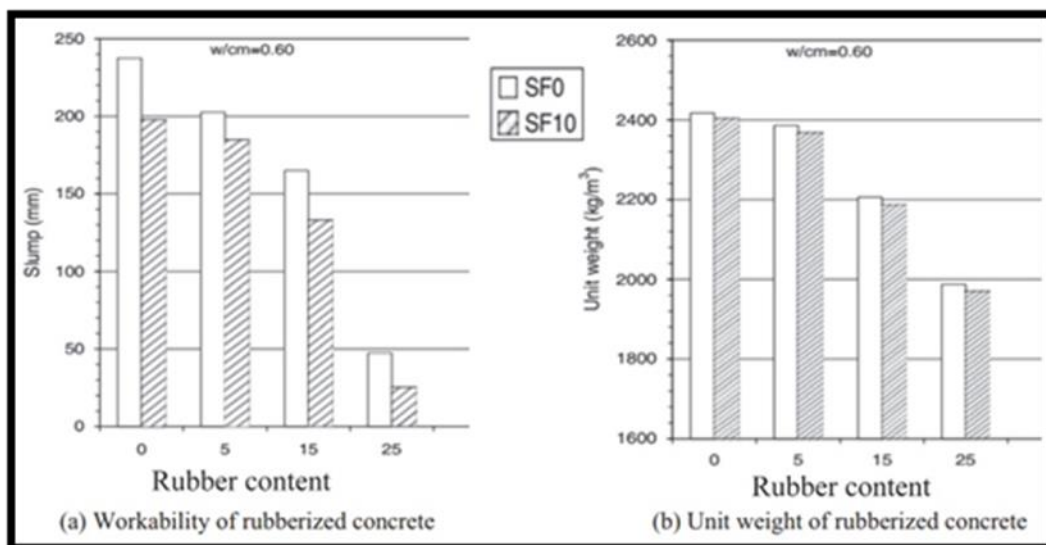 250
200
150
100
50
0
Slump (mm)
w/cm=0.60
0 5 15 25
Rubber content
(a) Workability of rubberized concrete
SF0
SF10
2600
2400
2200
2000
1800
1600
Unit weight (kg/m³)
w/cm=0.60
0 5 15 25
Rubber content
(b) Unit weight of rubberized concrete